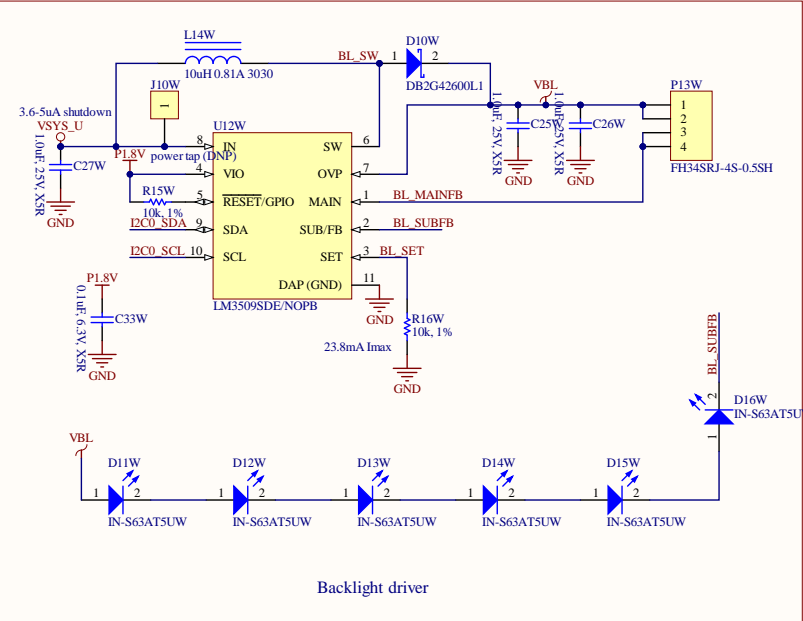 L14W
10uH 0.81A 3030
BL_SW
D10W
1
2
DB2G42600L1
J10W
1
3.6-5uA shutdown
VSYS_U
1.0uF, 25V, X5R
C27W
GND
P1.8V
power tap (DNP)
R15W
10k, 1%
I2C0_SDA
I2C0_SCL
U12W
8
IN
4
VIO
5
RESET/GPIO
9
SDA
10
SCL
SW
6
OVP
7
MAIN
1
BL_MAINFB
SUB/FB
2
BL_SUBFB
SET
3
BL_SET
DAP (GND)
11
GND
LM3509SDE/NOPB
R16W
10k, 1%
23.8mA Imax
GND
1.0uF, 25V, X5R
C25W
GND
VBL
1.0uF, 25V, X5R
C26W
GND
P13W
1
2
3
4
FH34SRJ-4S-0.5SH
P1.8V
0.1uF, 6.3V, X5R
C33W
GND
BL_SUBFB
2
D16W
IN-S63AT5U
1
VBL
D11W
1
2
IN-S63AT5UW
D12W
1
2
IN-S63AT5UW
D13W
1
2
IN-S63AT5UW
D14W
1
2
IN-S63AT5UW
D15W
1
2
IN-S63AT5UW
Backlight driver